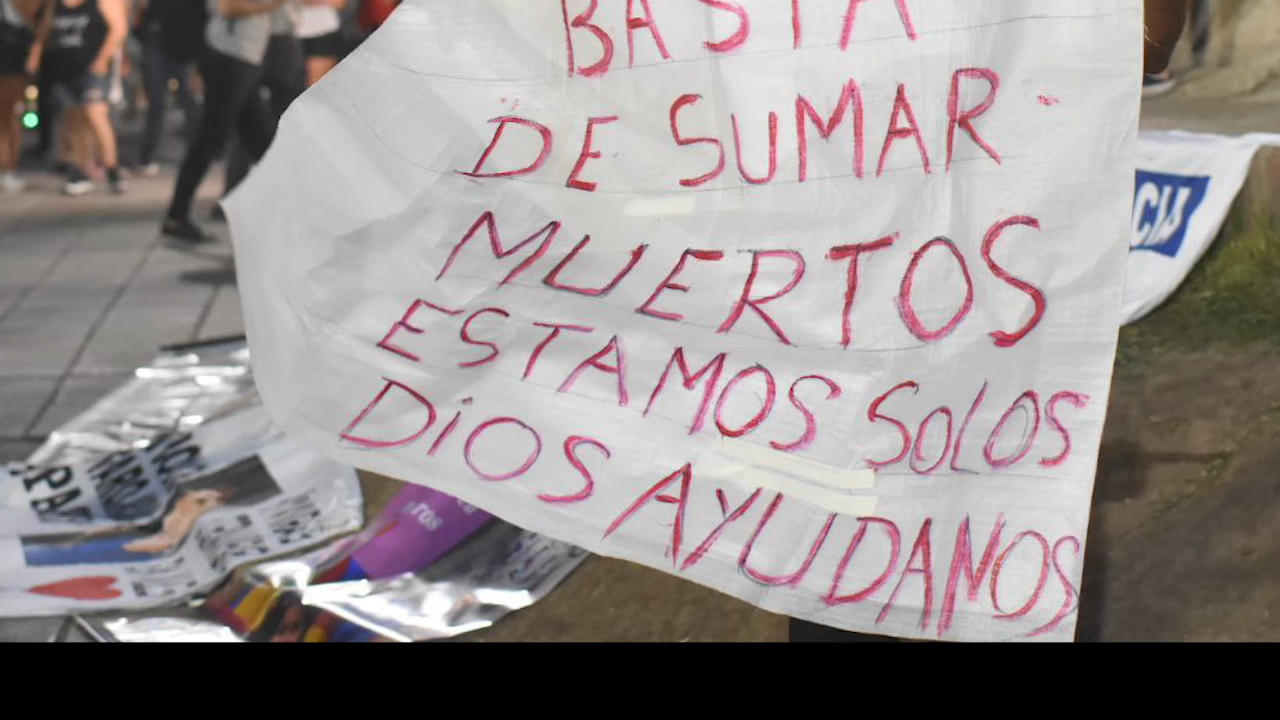 BASTA
DE SUMAR
MUERTOS
ESTAMOS SOLOS
DiOS AYUDANOS